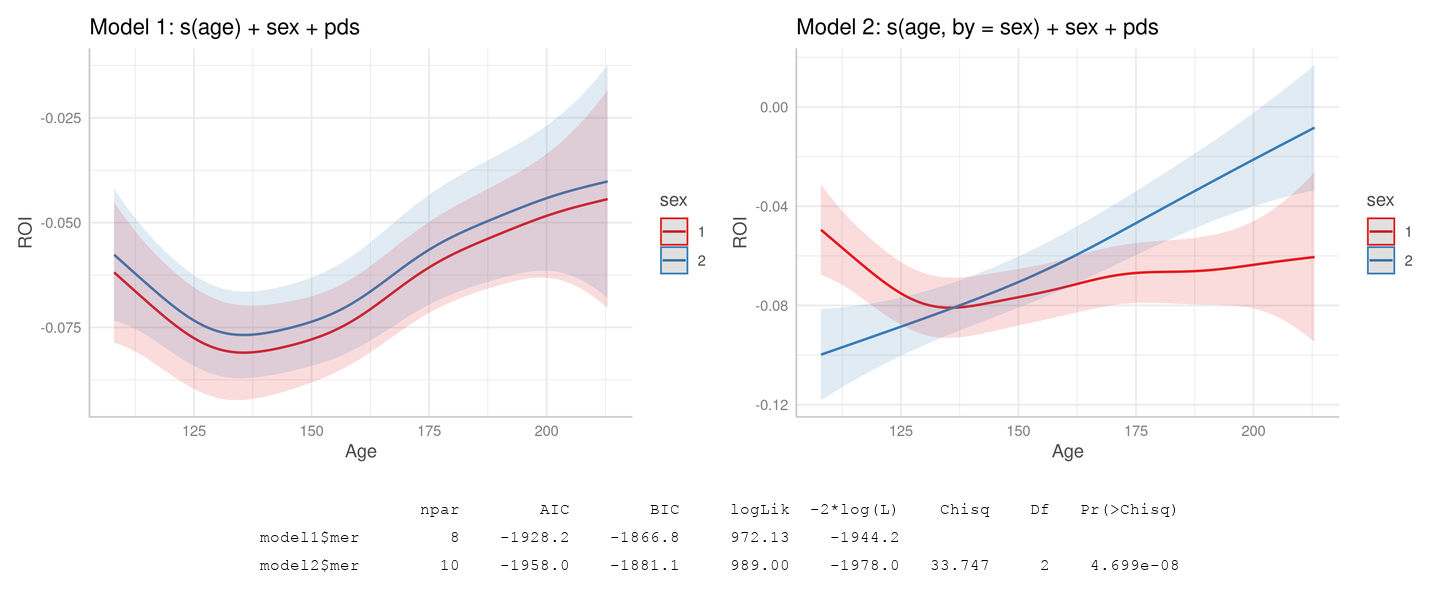 Model 1: s(age) + sex + pds
-0.025
-0.050
-0.075
ROI
125 150 175 200
Age
sex
1
2
Model 2: s(age, by = sex) + sex + pds
0.00
-0.04
-0.08
-0.12
ROI
125 150 175 200
Age
sex
1
2
npar AIC BIC logLik -2*log(L) Chisq Df Pr(>Chisq)
model1$mer 8 -1928.2 -1866.8 972.13 -1944.2
model2$mer 10 -1958.0 -1881.1 989.00 -1978.0 33.747 2 4.699e-08